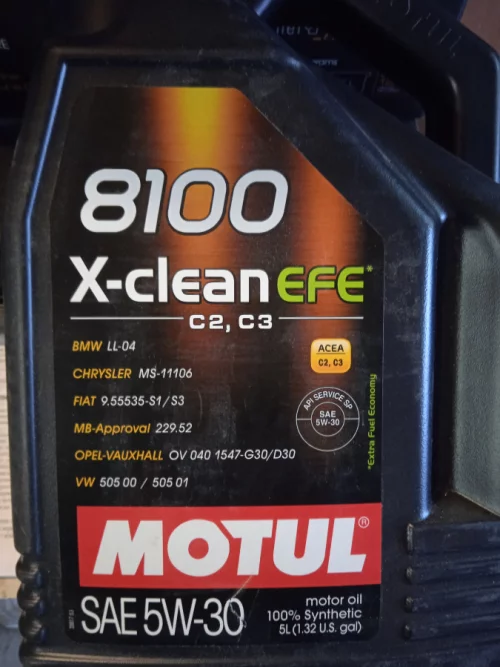 8100
X-clean EFE*
C2, C3
BMW LL-04
CHRYSLER MS-11106
FIAT 9.55535-S1/S3
MB-Approval 229.52
OPEL-VAUXHALL OV 040 1547-G30/D30
VW 505 00 / 505 01
ACEA
C2, C3
API SERVICE SP
SAE
5W-30
*Extra Fuel Economy
MOTUL®
SAE 5W-30
motor oil
100% Synthetic
5L (1.32 U.S. gal)